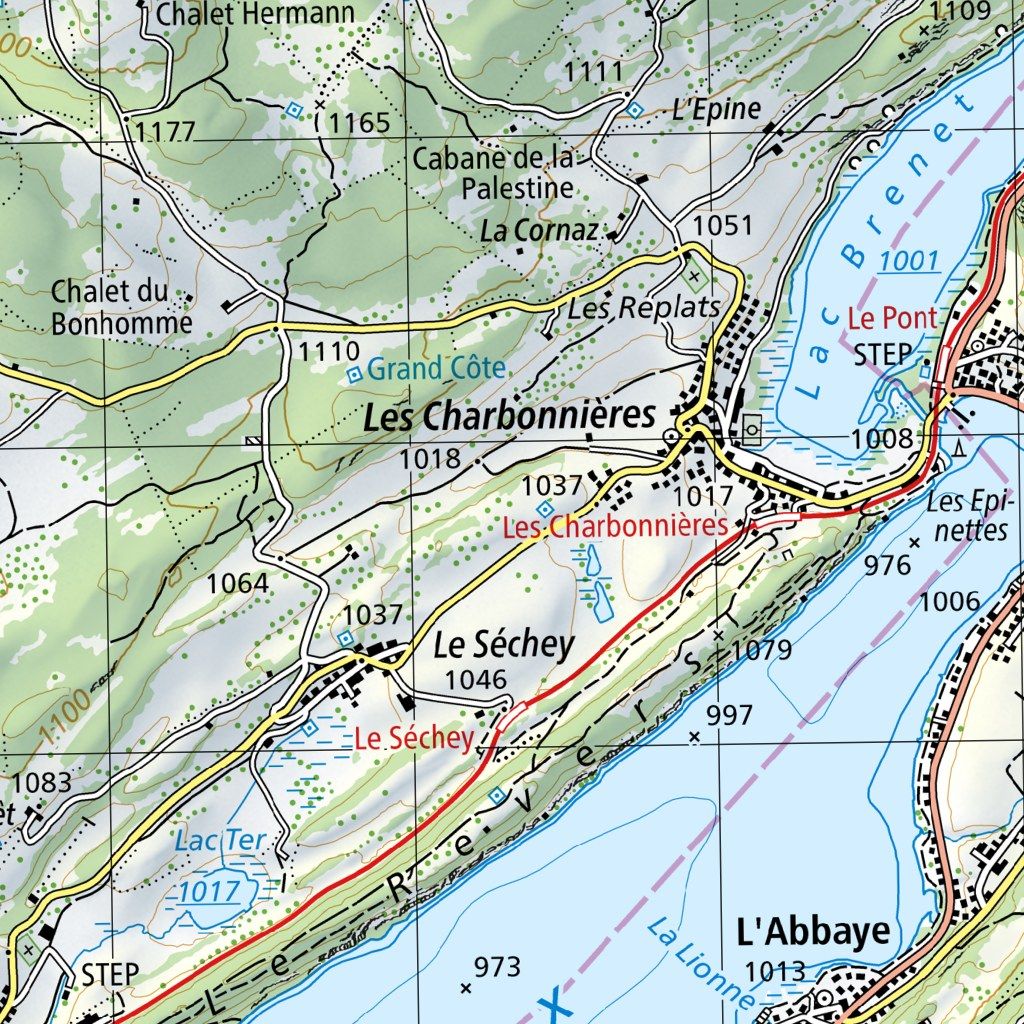 Chalet Hermann
1109
00
1111
L'Epine
1177
1165
Cabane de la
Palestine
La Cornaz
1051
Lac Brenet
1001
Chalet du
Bonhomme
Les Replats
Le Pont
STEP
1110
Grand Côte
Les Charbonnières
1008
1018
1037
1017
Les Epi-
nettes
Les Charbonnières
976
1064
1006
1037
Le Séchey
1079
1046
1100
997
Le Séchey
1083
êt
Lac Ter
1017
Le Revers
L'Abbaye
La Lionne
1013
STEP
973